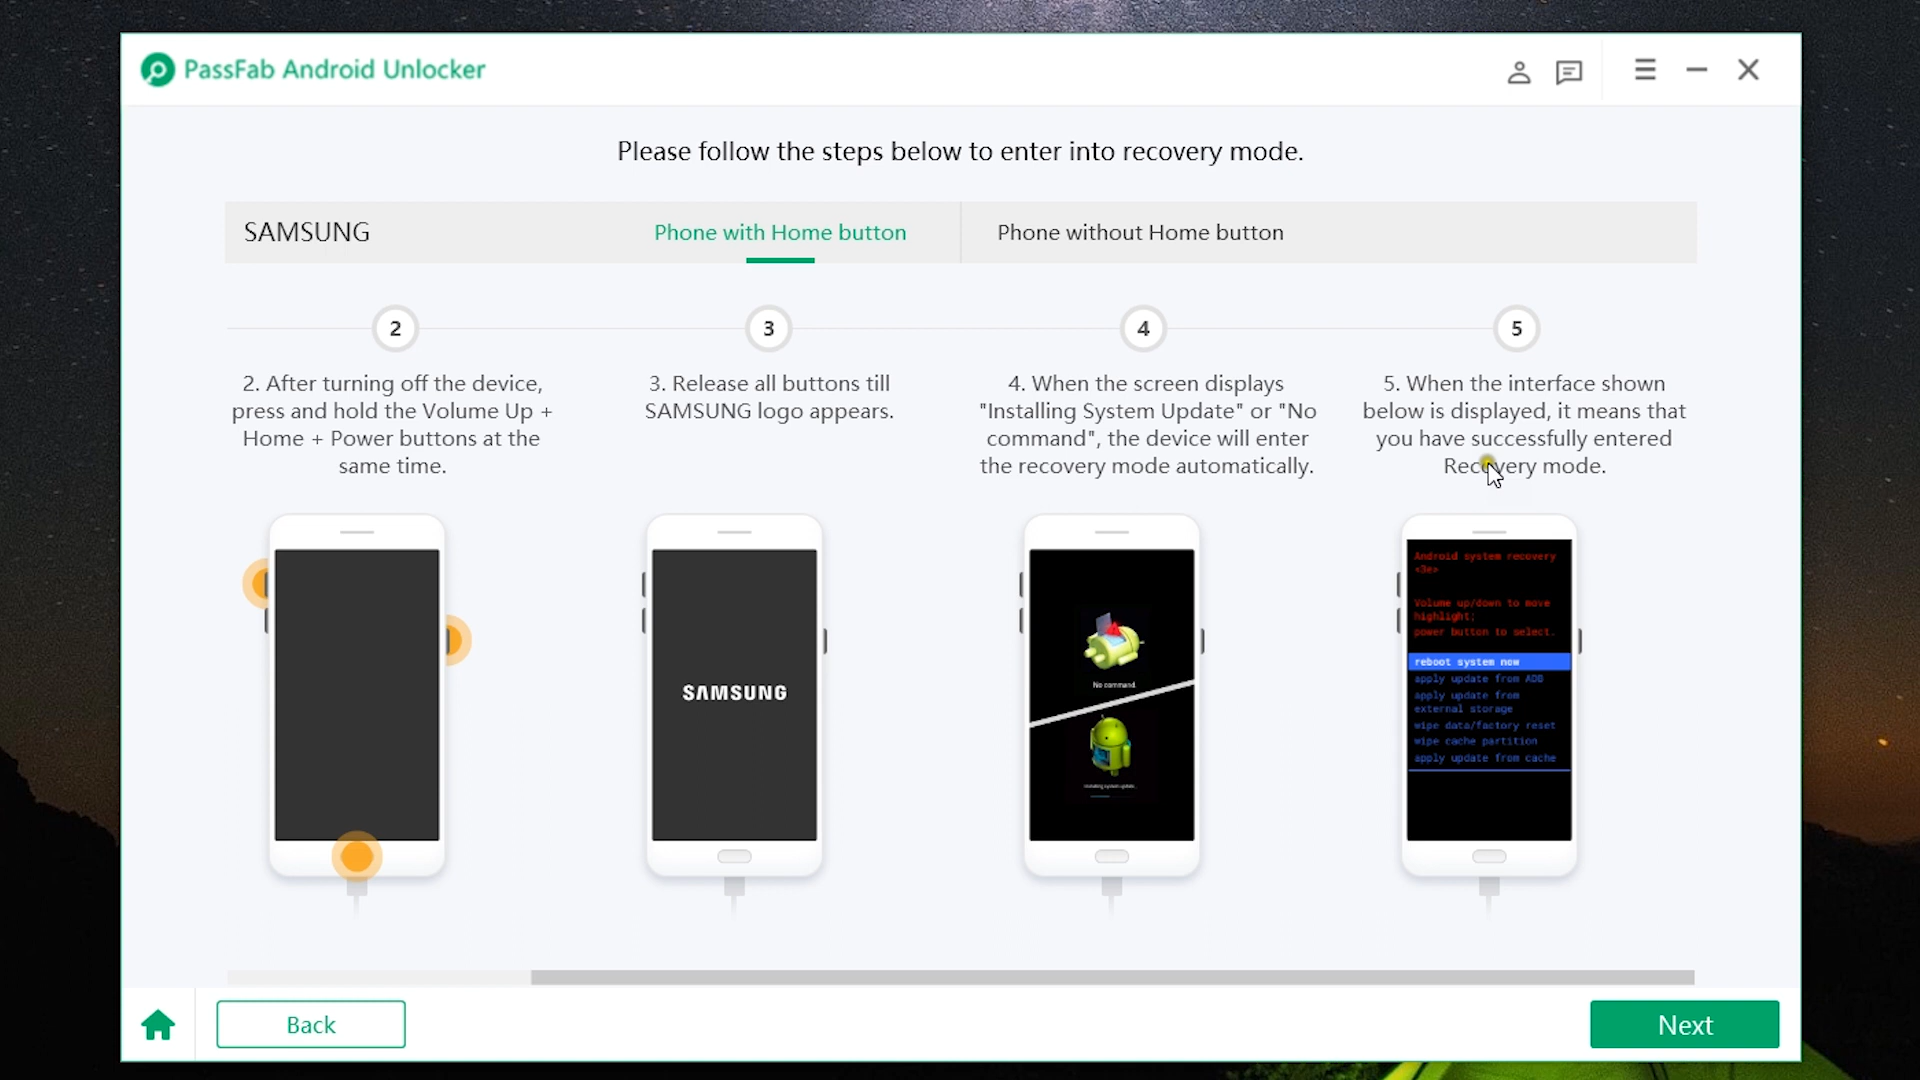 PassFab Android Unlocker
Please follow the steps below to enter into recovery mode.
SAMSUNG
Phone with Home button
Phone without Home button
2
3
4
5
2. After turning off the device,
press and hold the Volume Up +
Home + Power buttons at the
same time.
3. Release all buttons till
SAMSUNG logo appears.
4. When the screen displays
"Installing System Update" or "No
command", the device will enter
the recovery mode automatically.
5. When the interface shown
below is displayed, it means that
you have successfully entered
Recovery mode.
SAMSUNG
No command
Installing system update..
Android system recovery
<3e>
Volume up/down to move
highlight;
power button to select.
reboot system now
apply update from ADB
apply update from
external storage
wipe data/factory reset
wipe cache partition
apply update from cache
Back
Next